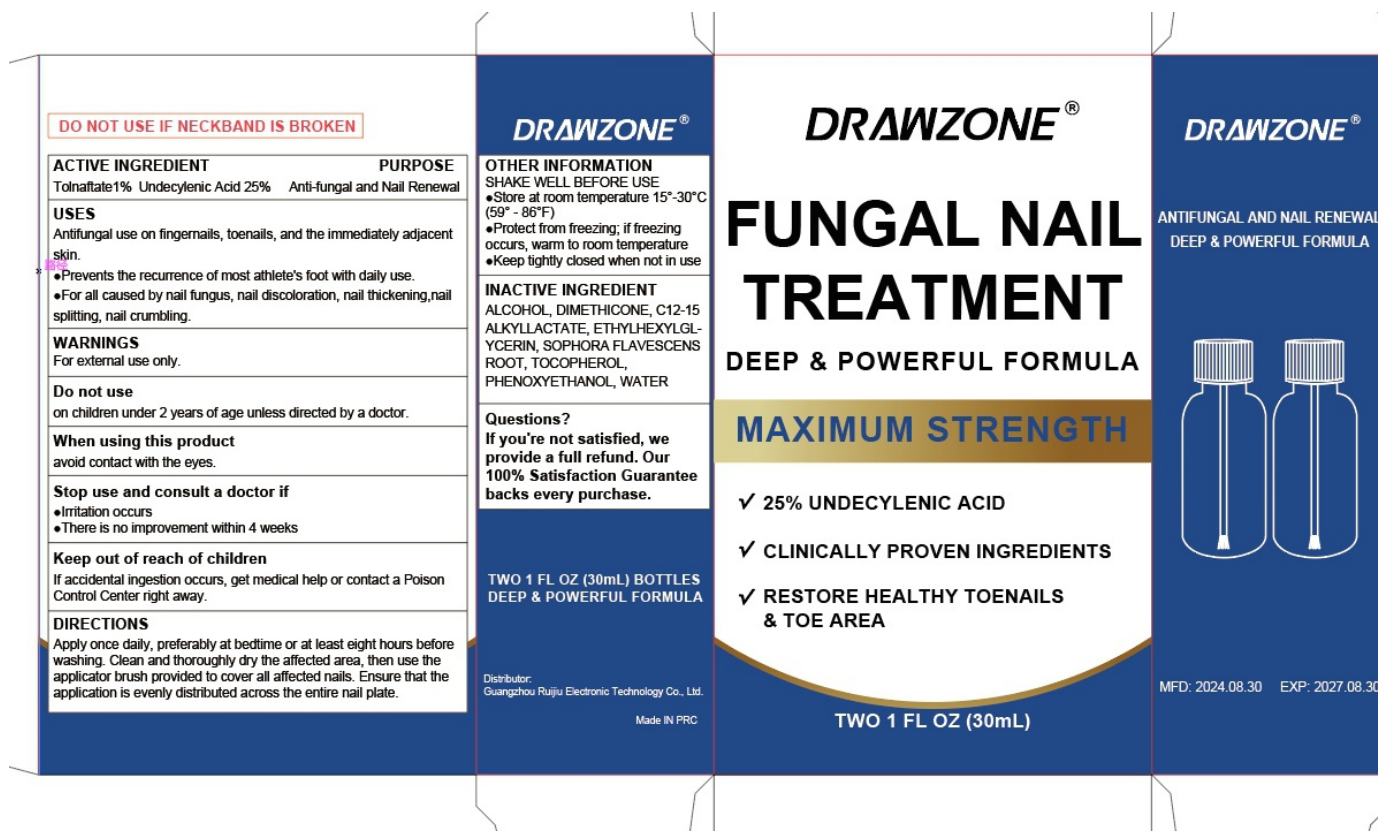 DO NOT USE IF NECKBAND IS BROKEN
ACTIVE INGREDIENT PURPOSE
Tolnaftate1% Undecylenic Acid 25% Anti-fungal and Nail Renewal
USES
Antifungal use on fingernails, toenails, and the immediately adjacent
skin.
路径
●Prevents the recurrence of most athlete's foot with daily use.
●For all caused by nail fungus, nail discoloration, nail thickening,nail
splitting, nail crumbling.
WARNINGS
For external use only.
Do not use
on children under 2 years of age unless directed by a doctor.
When using this product
avoid contact with the eyes.
Stop use and consult a doctor if
●Irritation occurs
●There is no improvement within 4 weeks
Keep out of reach of children
If accidental ingestion occurs, get medical help or contact a Poison
Control Center right away.
DIRECTIONS
Apply once daily, preferably at bedtime or at least eight hours before
washing. Clean and thoroughly dry the affected area, then use the
applicator brush provided to cover all affected nails. Ensure that the
application is evenly distributed across the entire nail plate.
DRAWZONE®
OTHER INFORMATION
SHAKE WELL BEFORE USE
●Store at room temperature 15°-30°C
(59° - 86°F)
●Protect from freezing; if freezing
occurs, warm to room temperature
●Keep tightly closed when not in use
INACTIVE INGREDIENT
ALCOHOL, DIMETHICONE, C12-15
ALKYLLACTATE, ETHYLHEXYLGL-
YCERIN, SOPHORA FLAVESCENS
ROOT, TOCOPHEROL,
PHENOXYETHANOL, WATER
Questions?
If you're not satisfied, we
provide a full refund. Our
100% Satisfaction Guarantee
backs every purchase.
TWO 1 FL OZ (30mL) BOTTLES
DEEP & POWERFUL FORMULA
Distributor:
Guangzhou Ruijiu Electronic Technology Co., Ltd.
Made IN PRC
DRAWZONE®
FUNGAL NAIL
TREATMENT
DEEP & POWERFUL FORMULA
MAXIMUM STRENGTH
✓ 25% UNDECYLENIC ACID
✓ CLINICALLY PROVEN INGREDIENTS
✓ RESTORE HEALTHY TOENAILS
& TOE AREA
TWO 1 FL OZ (30mL)
DRAWZONE®
ANTIFUNGAL AND NAIL RENEWAL
DEEP & POWERFUL FORMULA
MFD: 2024.08.30 EXP: 2027.08.30